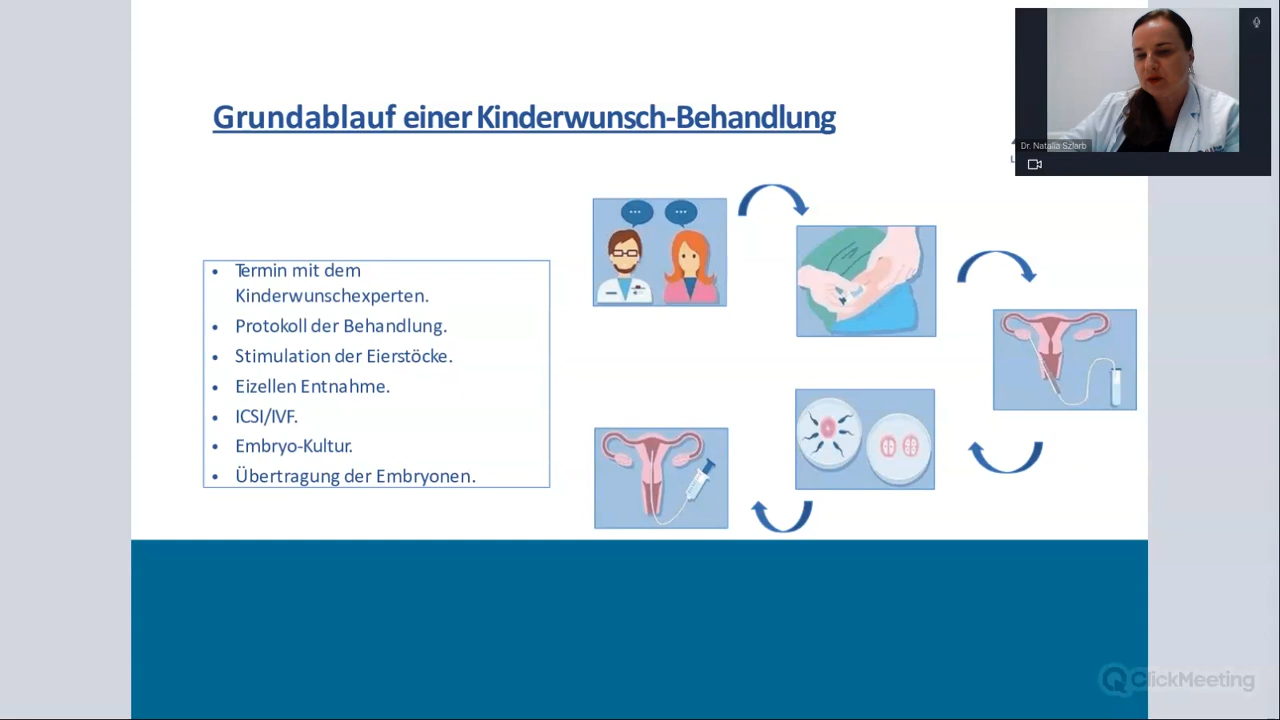 Grundablauf einer Kinderwunsch-Behandlung
Dr. Natalia Szlarb
L
• Termin mit dem
Kinderwunschexperten.
• Protokoll der Behandlung.
• Stimulation der Eierstöcke.
• Eizellen Entnahme.
• ICSI/IVF.
• Embryo-Kultur.
• Übertragung der Embryonen.
ClickMeeting